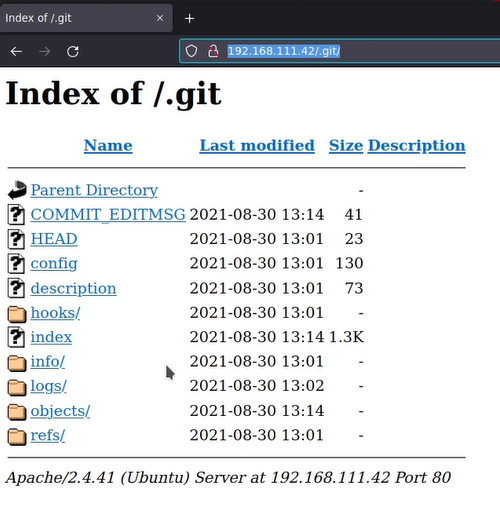 Index of /.git
192.168.111.42/.git/
Index of /.git
Name Last modified Size Description
Parent Directory -
COMMIT_EDITMSG 2021-08-30 13:14 41
HEAD 2021-08-30 13:01 23
config 2021-08-30 13:01 130
description 2021-08-30 13:01 73
hooks/ 2021-08-30 13:01 -
index 2021-08-30 13:14 1.3K
info/ 2021-08-30 13:01 -
logs/ 2021-08-30 13:02 -
objects/ 2021-08-30 13:14 -
refs/ 2021-08-30 13:01 -
Apache/2.4.41 (Ubuntu) Server at 192.168.111.42 Port 80